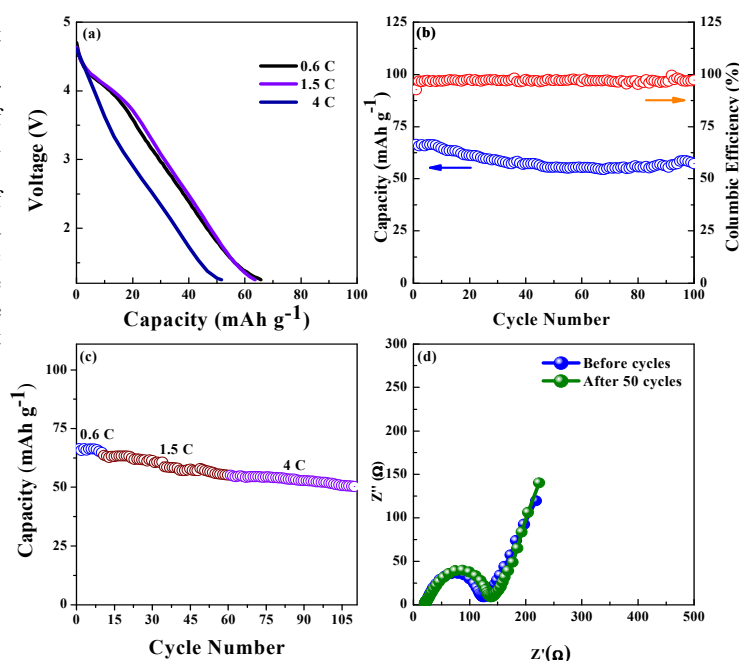 (a)
0.6 C
1.5 C
4 C
5
4
3
2
Voltage (V)
0 20 40 60 80 100
Capacity (mAh g-1)
(b)
125
100
75
50
25
0
Capacity (mAh g-1)
125
100
75
50
25
0
Columbic Efficiency (%)
0 20 40 60 80 100
Cycle Number
(c)
100
75
50
25
0
Capacity (mAh g-1)
0.6 C
1.5 C
4 C
0 15 30 45 60 75 90 105
Cycle Number
(d)
Before cycles
After 50 cycles
300
250
200
150
100
50
0
Z'' (Ω)
0 100 200 300 400 500
Z'(Ω)